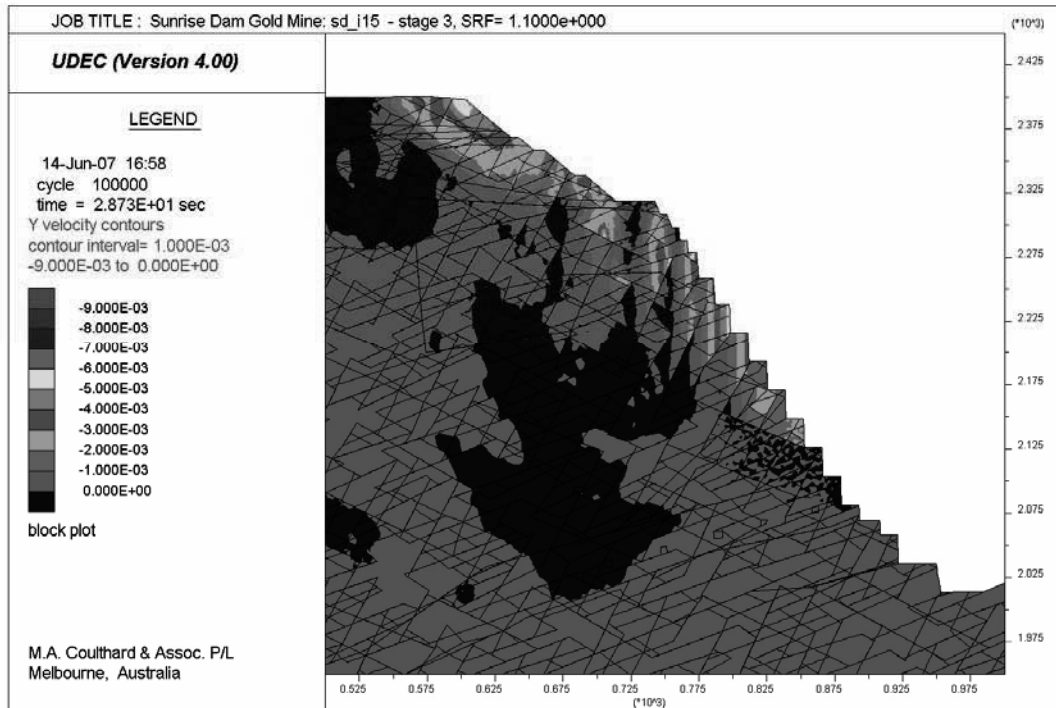 JOB TITLE : Sunrise Dam Gold Mine: sd_i15 - stage 3, SRF= 1.1000e+000
(*10^3)
UDEC (Version 4.00)
LEGEND
14-Jun-07 16:58
cycle 100000
time = 2.873E+01 sec
Y velocity contours
contour interval= 1.000E-03
-9.000E-03 to 0.000E+00
-9.000E-03
-8.000E-03
-7.000E-03
-6.000E-03
-5.000E-03
-4.000E-03
-3.000E-03
-2.000E-03
-1.000E-03
0.000E+00
block plot
M.A. Coulthard & Assoc. P/L
Melbourne, Australia
2.425
2.375
2.325
2.275
2.225
2.175
2.125
2.075
2.025
1.975
0.525 0.575 0.625 0.675 0.725 0.775 0.825 0.875 0.925 0.975
(*10^3)